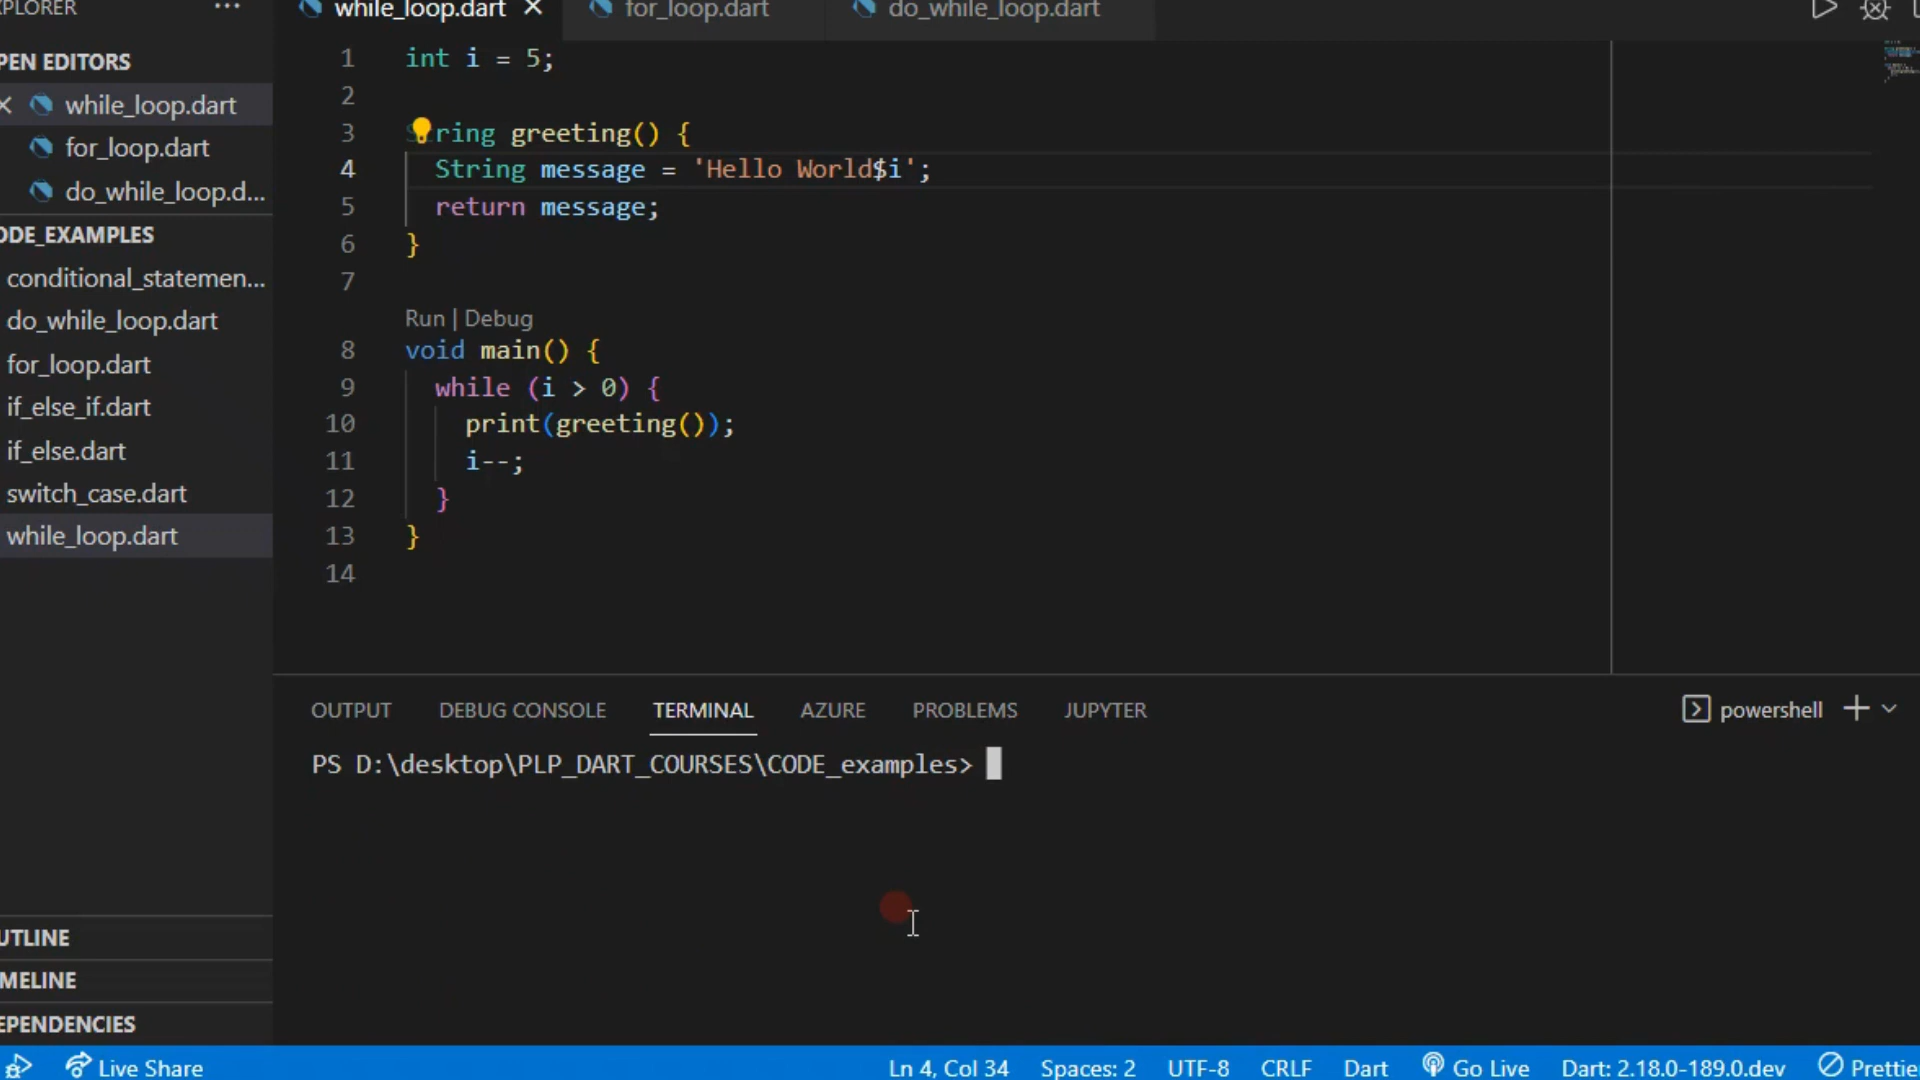 PLORER ...
while_loop.dart
for_loop.dart
do_while_loop.dart
PEN EDITORS
while_loop.dart
for_loop.dart
do_while_loop.d...
ODE_EXAMPLES
conditional_statemen...
do_while_loop.dart
for_loop.dart
if_else_if.dart
if_else.dart
switch_case.dart
while_loop.dart
UTLINE
MELINE
EPENDENCIES
1 int i = 5;
2
3 ring greeting() {
4 String message = 'Hello World$i';
5 return message;
6 }
7
Run | Debug
8 void main() {
9 while (i > 0) {
10 print(greeting());
11 i--;
12 }
13 }
14
OUTPUT DEBUG CONSOLE TERMINAL AZURE PROBLEMS JUPYTER
powershell
PS D:\desktop\PLP_DART_COURSES\CODE_examples>
Live Share Ln 4, Col 34 Spaces: 2 UTF-8 CRLF Dart Go Live Dart: 2.18.0-189.0.dev Prettie